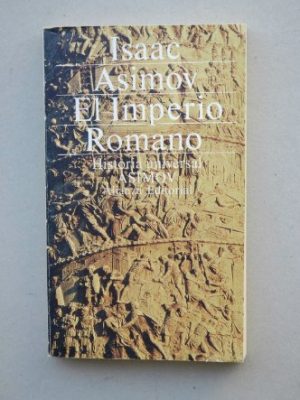 Isaac
Asimov
El Imperio
Romano
Historia universal
ASIMOV
Alianza Editorial